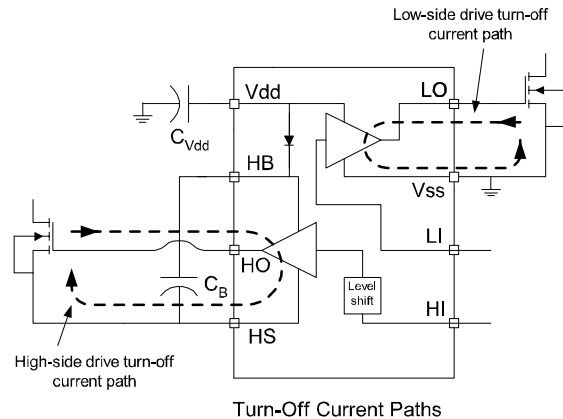 Low-side drive turn-off
current path
Vdd
LO
C_Vdd
HB
Vss
HO
LI
C_B
Level
shift
HI
HS
High-side drive turn-off
current path
Turn-Off Current Paths